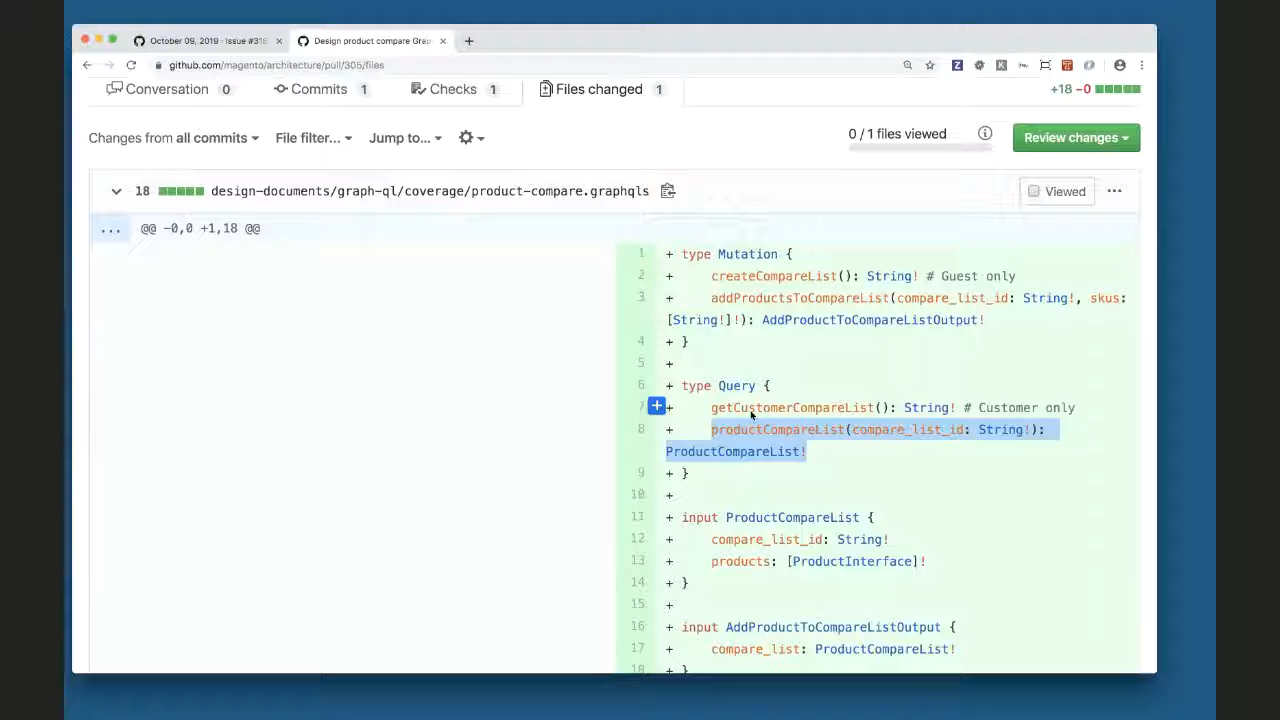 October 09, 2019 · Issue #316
Design product compare Gra
github.com/magento/architecture/pull/305/files
Conversation 0
Commits 1
Checks 1
Files changed 1
+18 −0
Changes from all commits
File filter...
Jump to...
0 / 1 files viewed
Review changes
18 design-documents/graph-ql/coverage/product-compare.graphqls
Viewed
... @@ -0,0 +1,18 @@
1 + type Mutation {
2 + createCompareList(): String! # Guest only
3 + addProductsToCompareList(compare_list_id: String!, skus:
[String!]!): AddProductToCompareListOutput!
4 + }
5 +
6 + type Query {
7 + getCustomerCompareList(): String! # Customer only
8 + productCompareList(compare_list_id: String!):
ProductCompareList!
9 + }
10 +
11 + input ProductCompareList {
12 + compare_list_id: String!
13 + products: [ProductInterface]!
14 + }
15 +
16 + input AddProductToCompareListOutput {
17 + compare_list: ProductCompareList!
18 + }